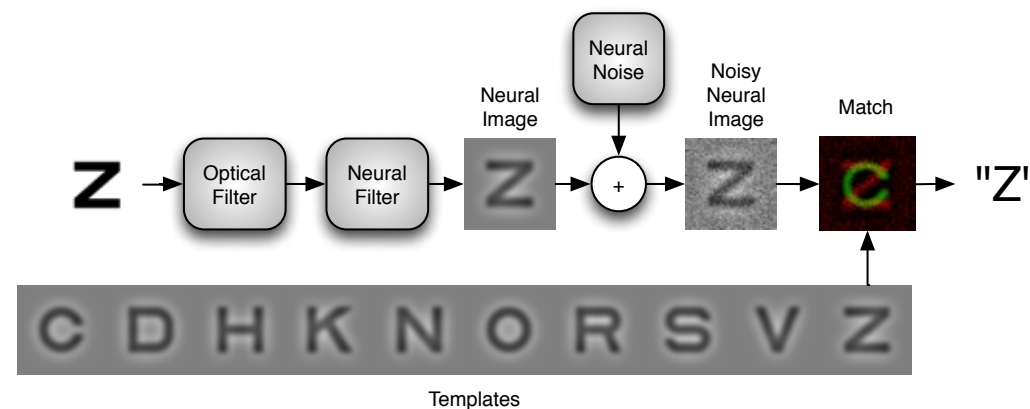 Neural
Noise
Neural
Image
Noisy
Neural
Image
Match
Z
Optical
Filter
Neural
Filter
Z
+
Z
C
"Z'
C D H K N O R S V Z
Templates